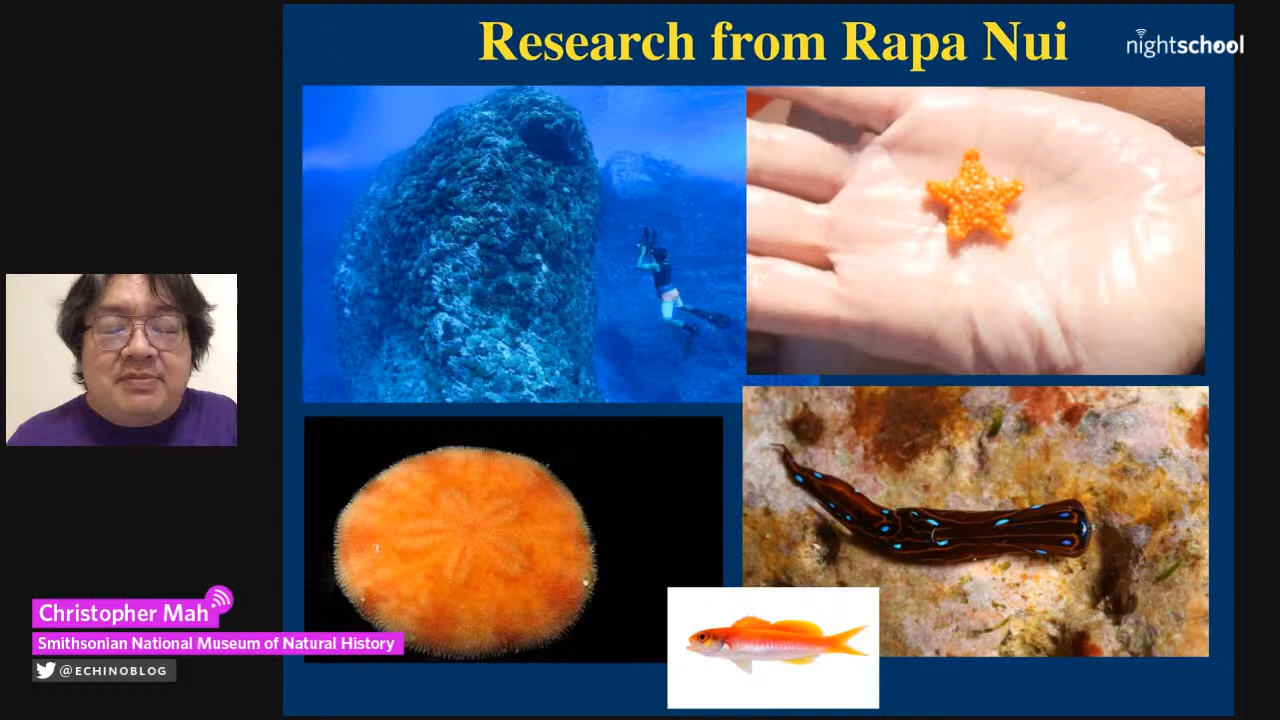 Research from Rapa Nui
nightschool
Christopher Mah
Smithsonian National Museum of Natural History
@ECHINOBLOG